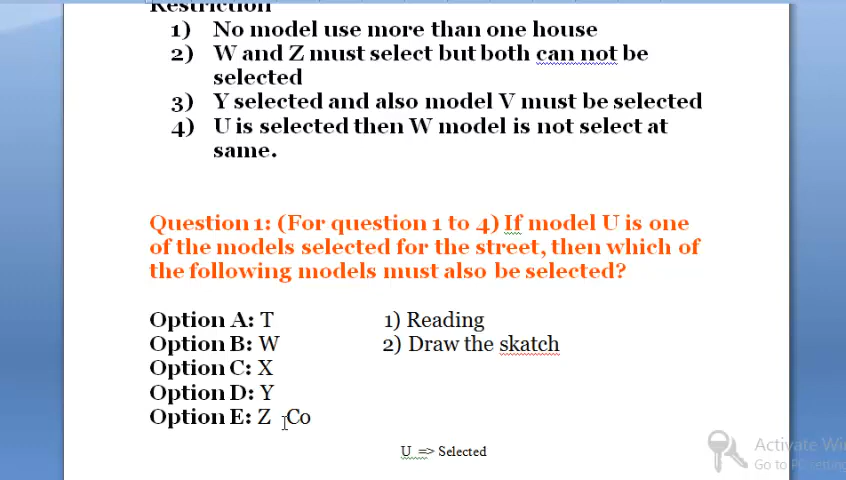 Restriction
1) No model use more than one house
2) W and Z must select but both can not be
selected
3) Y selected and also model V must be selected
4) U is selected then W model is not select at
same.
Question 1: (For question 1 to 4) If model U is one
of the models selected for the street, then which of
the following models must also be selected?
Option A: T 1) Reading
Option B: W 2) Draw the skatch
Option C: X
Option D: Y
Option E: Z Co
U => Selected
Activate Wi
Go to PC setting